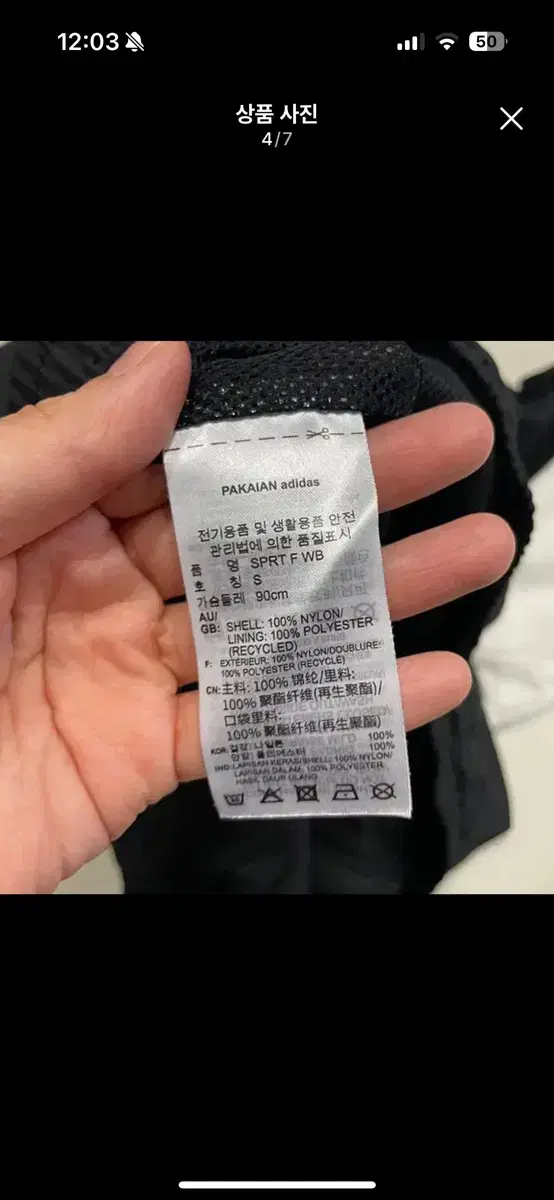 12:03
50
상품 사진
4/7
PAKAIAN adidas
전기용품 및 생활용품 안전
관리법에 의한 품질표시
품 명 SPRT F WB
호 칭 S
가슴둘레 90cm
AU/
GB: SHELL: 100% NYLON/
LINING: 100% POLYESTER
(RECYCLED)
F: EXTÉRIEUR: 100% NYLON/DOUBLURE:
100% POLYESTER (RECYCLE)
CN:主料: 100% 锦纶/里料:
100% 聚酯纤维(再生聚酯)/
口袋里料:
100% 聚酯纤维(再生聚酯)
KOR: 겉감: 나일론 100%
안감: 폴리에스터 100%
IND:LAPISAN KERAS/SHELL: 100% NYLON/
LAPISAN DALAM: 100% POLYESTER
HASIL DAUR ULANG